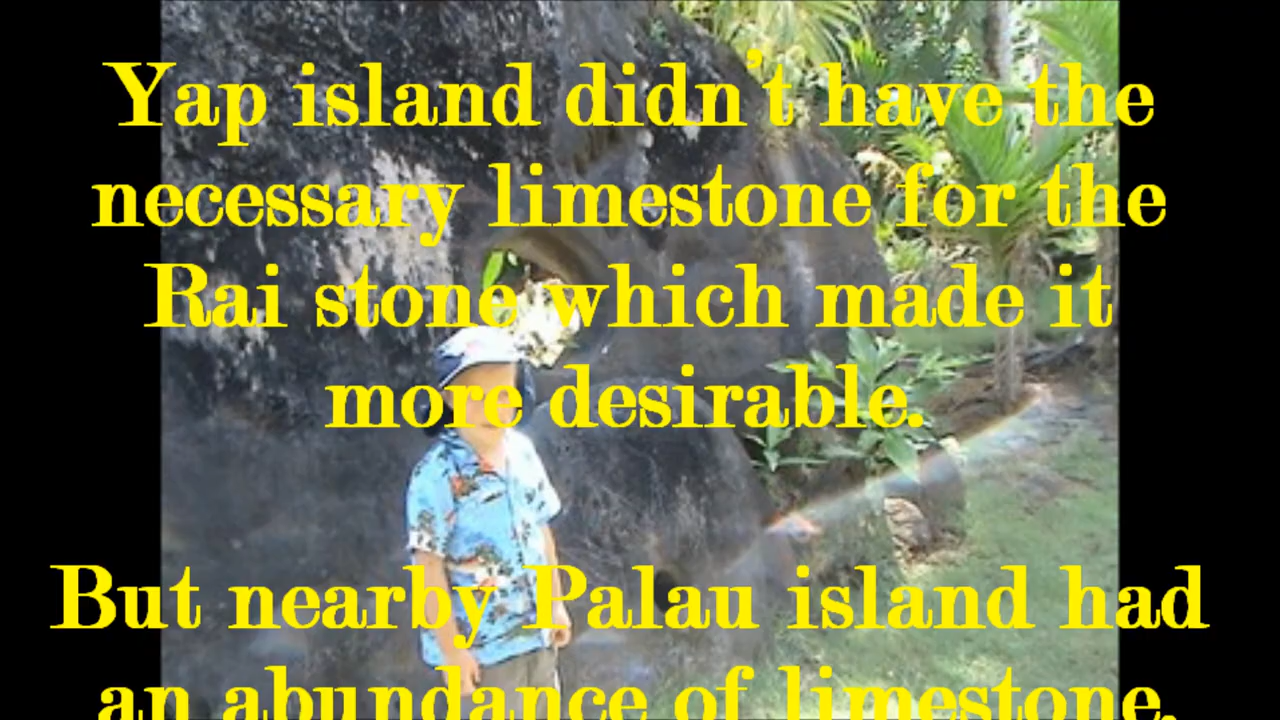 Yap island didn't have the
necessary limestone for the
Rai stone which made it
more desirable.
But nearby Palau island had
an abundance of limestone.